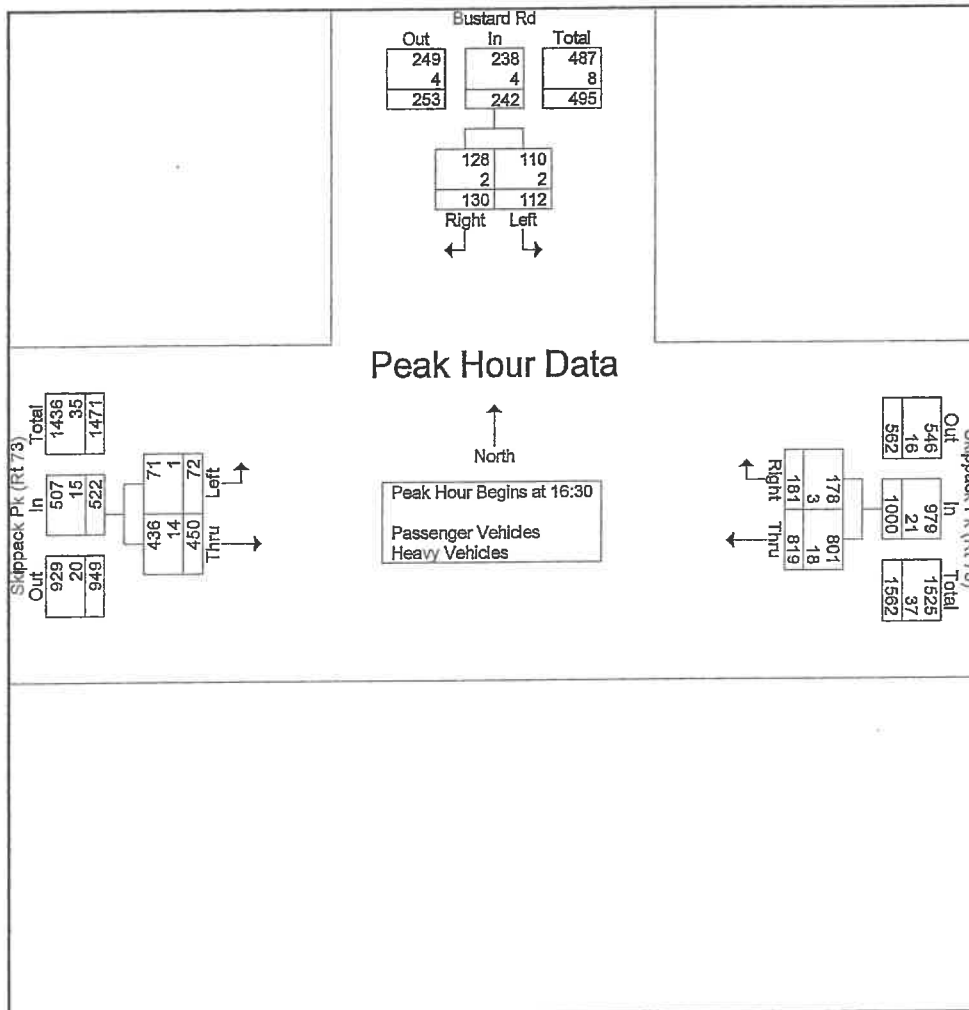 Bustard Rd
Out In Total
249 238 487
4 4 8
253 242 495
128 110
2 2
130 112
Right Left
Peak Hour Data
North
Peak Hour Begins at 16:30
Passenger Vehicles
Heavy Vehicles
Skippack Pk (Rt 73)
Out In Total
929 507 1436
20 15 35
949 522 1471
71 436
1 14
72 450
Left Thru
Out In Total
546 979 1525
16 21 37
562 1000 1562
178 801
3 18
181 819
Right Thru